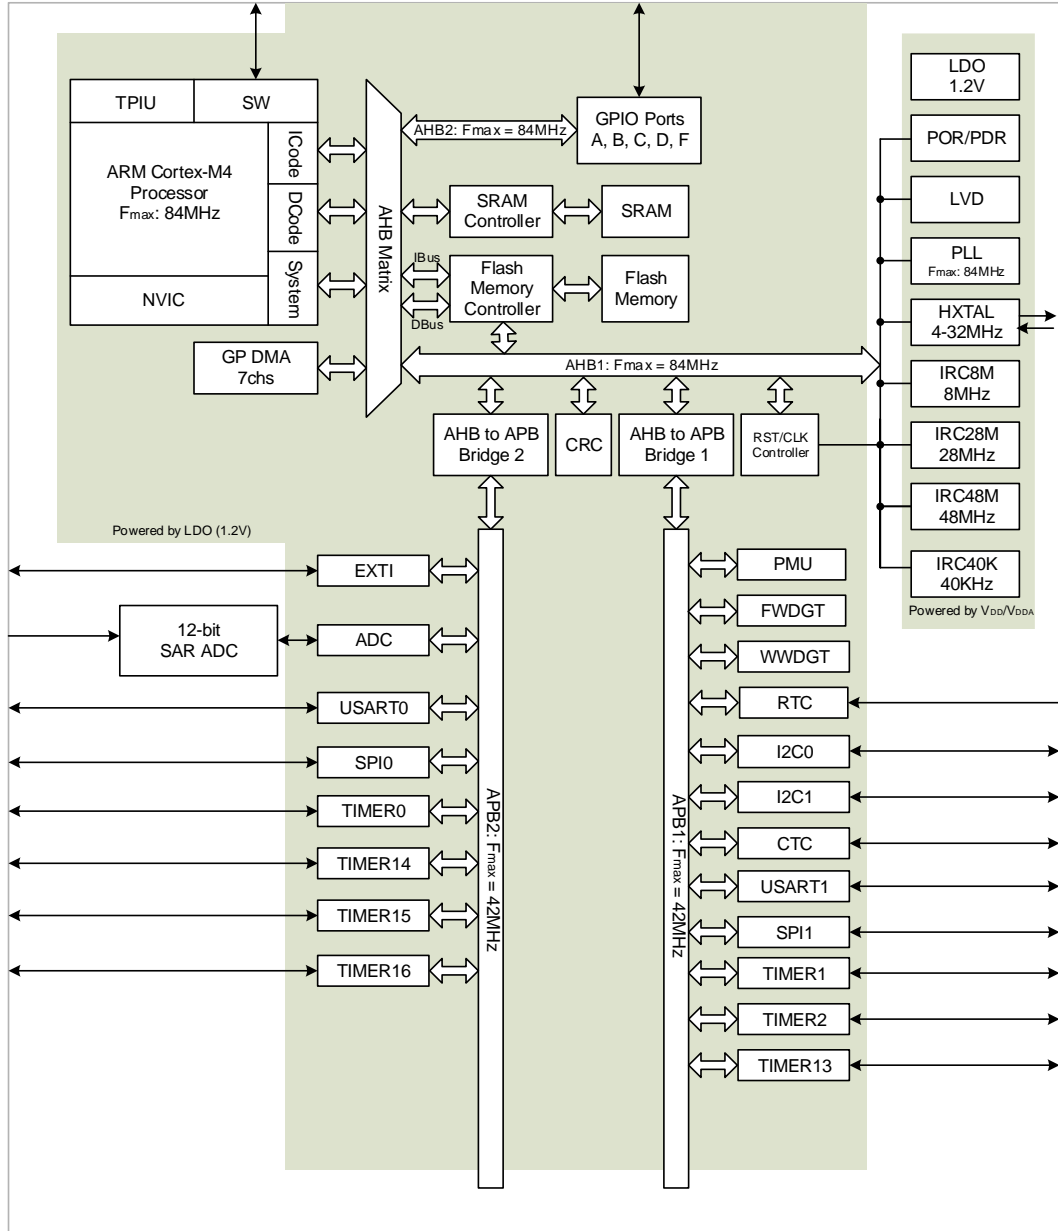 TPIU
SW
ARM Cortex-M4
Processor
Fmax: 84MHz
ICode
DCode
System
NVIC
GP DMA
7chs
AHB Matrix
AHB2: Fmax = 84MHz
GPIO Ports
A, B, C, D, F
SRAM
Controller
SRAM
IBus
DBus
Flash
Memory
Controller
Flash
Memory
AHB1: Fmax = 84MHz
AHB to APB
Bridge 2
CRC
AHB to APB
Bridge 1
RST/CLK
Controller
LDO
1.2V
POR/PDR
LVD
PLL
Fmax: 84MHz
HXTAL
4-32MHz
IRC8M
8MHz
IRC28M
28MHz
IRC48M
48MHz
IRC40K
40KHz
Powered by VDD/VDDA
Powered by LDO (1.2V)
EXTI
12-bit
SAR ADC
ADC
USART0
SPI0
TIMER0
TIMER14
TIMER15
TIMER16
APB2: Fmax = 42MHz
APB1: Fmax = 42MHz
PMU
FWDGT
WWDGT
RTC
I2C0
I2C1
CTC
USART1
SPI1
TIMER1
TIMER2
TIMER13